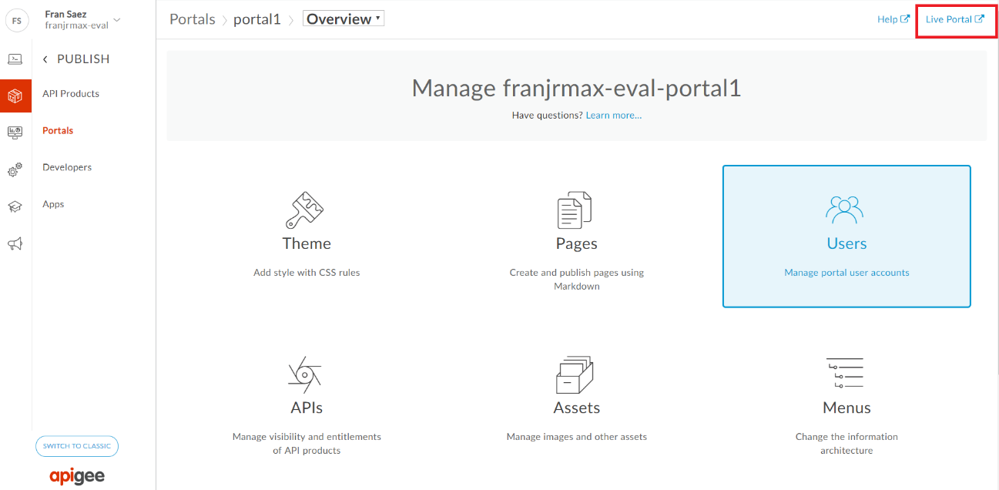 FS
Fran Saez
franjrmax-eval
PUBLISH
API Products
Portals
Developers
Apps
SWITCH TO CLASSIC
apigee
Portals portal1 Overview
Help Live Portal
Manage franjrmax-eval-portal1
Have questions? Learn more...
Theme
Add style with CSS rules
Pages
Create and publish pages using
Markdown
Users
Manage portal user accounts
APIs
Manage visibility and entitlements
of API products
Assets
Manage images and other assets
Menus
Change the information
architecture